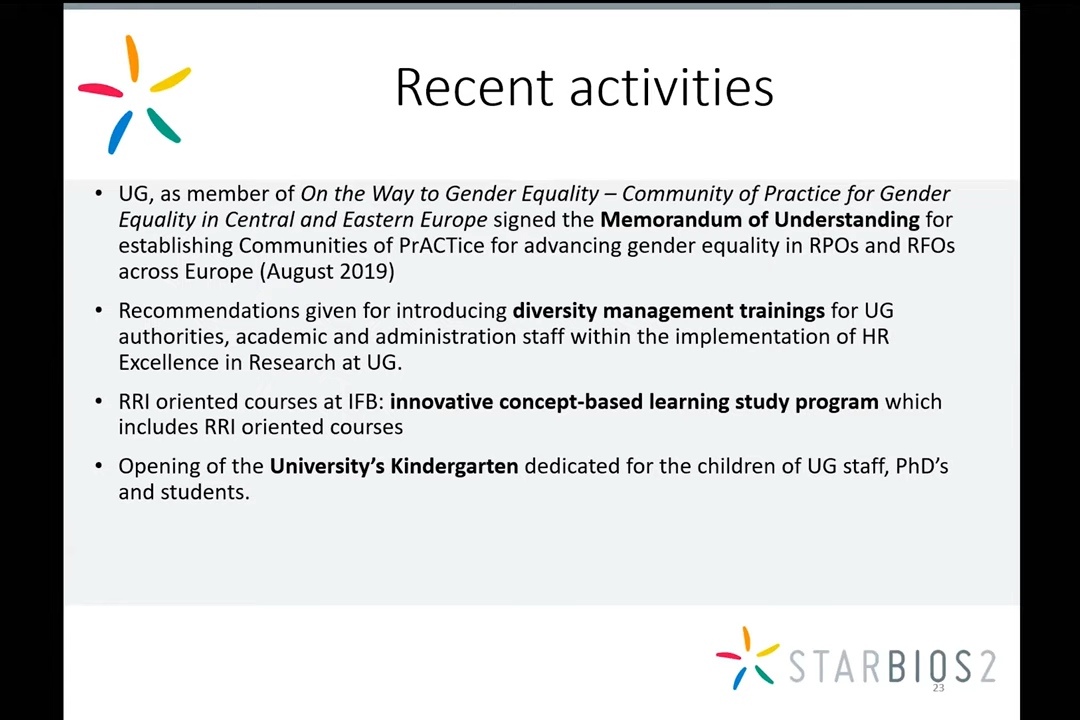 Recent activities
• UG, as member of On the Way to Gender Equality – Community of Practice for Gender
Equality in Central and Eastern Europe signed the Memorandum of Understanding for
establishing Communities of PrACTice for advancing gender equality in RPOs and RFOs
across Europe (August 2019)
• Recommendations given for introducing diversity management trainings for UG
authorities, academic and administration staff within the implementation of HR
Excellence in Research at UG.
• RRI oriented courses at IFB: innovative concept-based learning study program which
includes RRI oriented courses
• Opening of the University’s Kindergarten dedicated for the children of UG staff, PhD’s
and students.
STARBIOS2
23